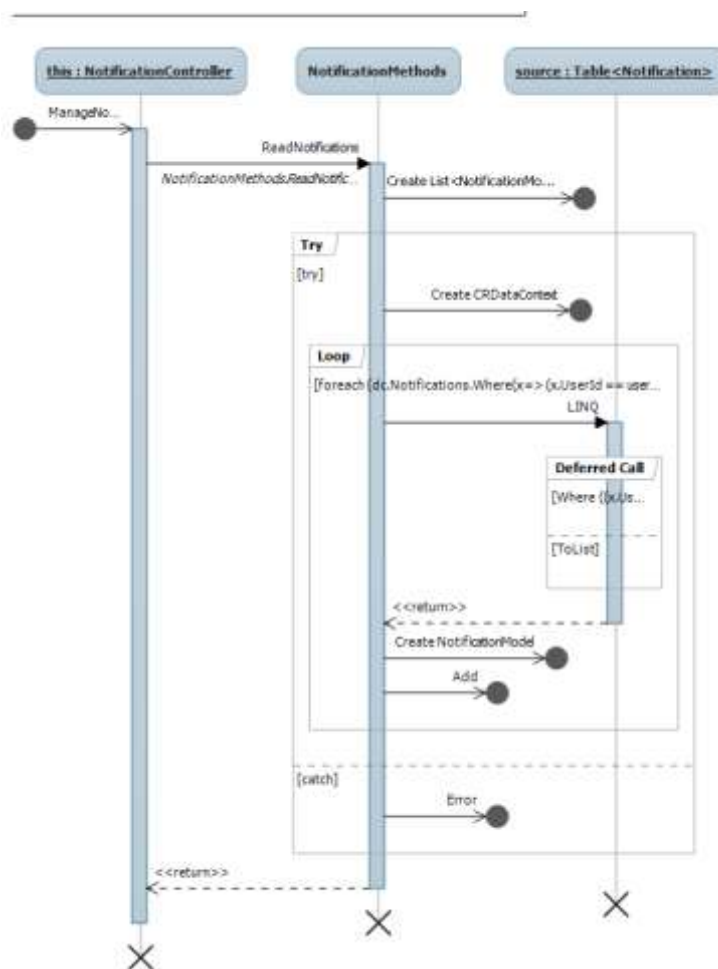 this : NotificationController
NotificationMethods
source : Table<Notification>
ManageNo...
ReadNotifications
NotificationMethods.ReadNotific...
Create List<NotificationMo...
Try
[try]
Create CRDataContext
Loop
[foreach (dc.Notifications.Where(x=> (x.UserId == user...
LINQ
Deferred Call
[Where ((x.Us...
[ToList]
<<return>>
Create NotificationModel
Add
[catch]
Error
<<return>>